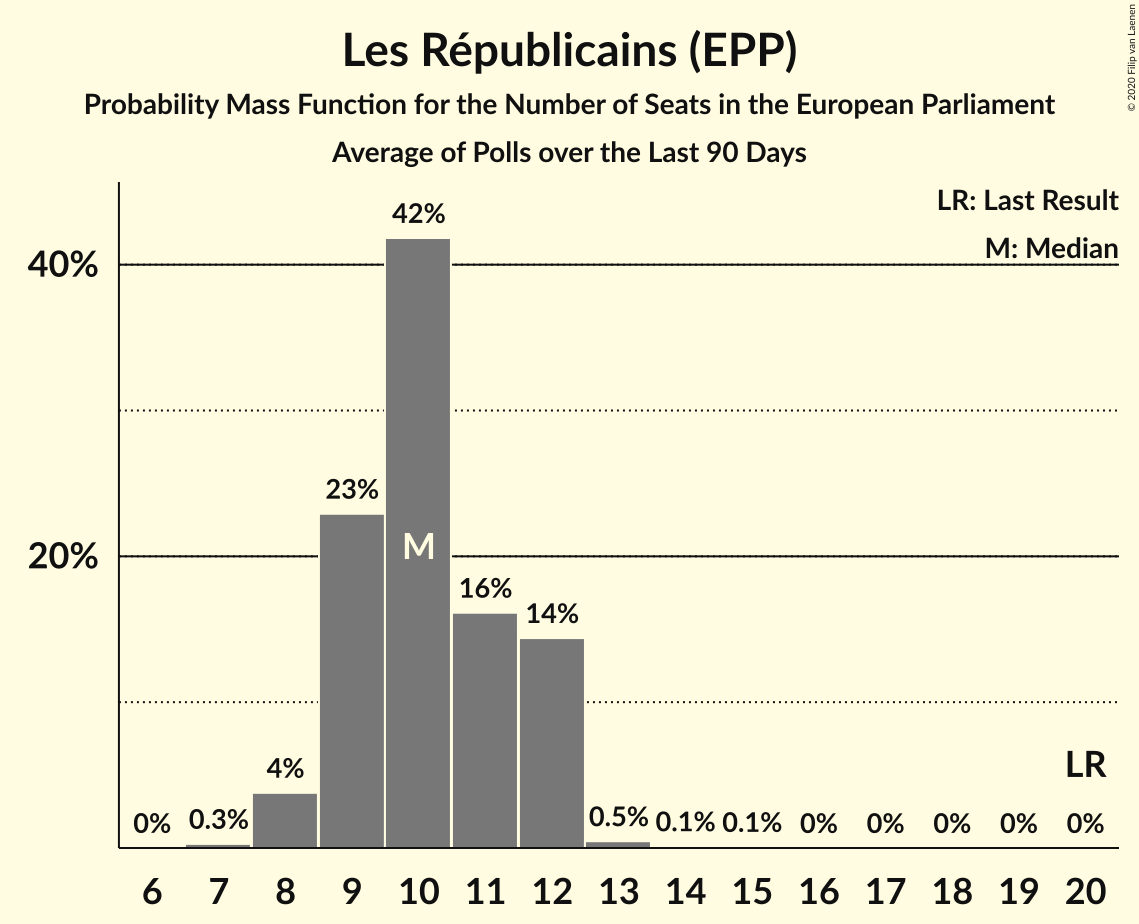 Les Républicains (EPP)
Probability Mass Function for the Number of Seats in the European Parliament
Average of Polls over the Last 90 Days
© 2020 Filip van Laenen
LR: Last Result
M: Median
42%
40%
23%
M
20%
16%
14%
LR
4%
0% 0.3% 0.5% 0.1% 0.1% 0% 0% 0% 0% 0%
6 7 8 9 10 11 12 13 14 15 16 17 18 19 20